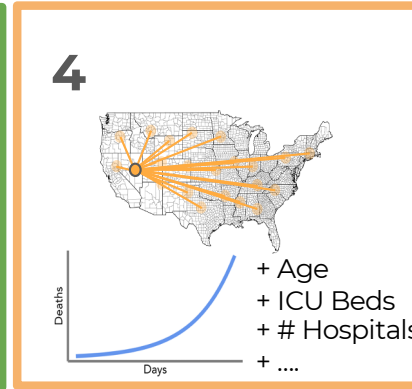 4
Deaths
Days
+ Age
+ ICU Beds
+ # Hospitals
+ ....